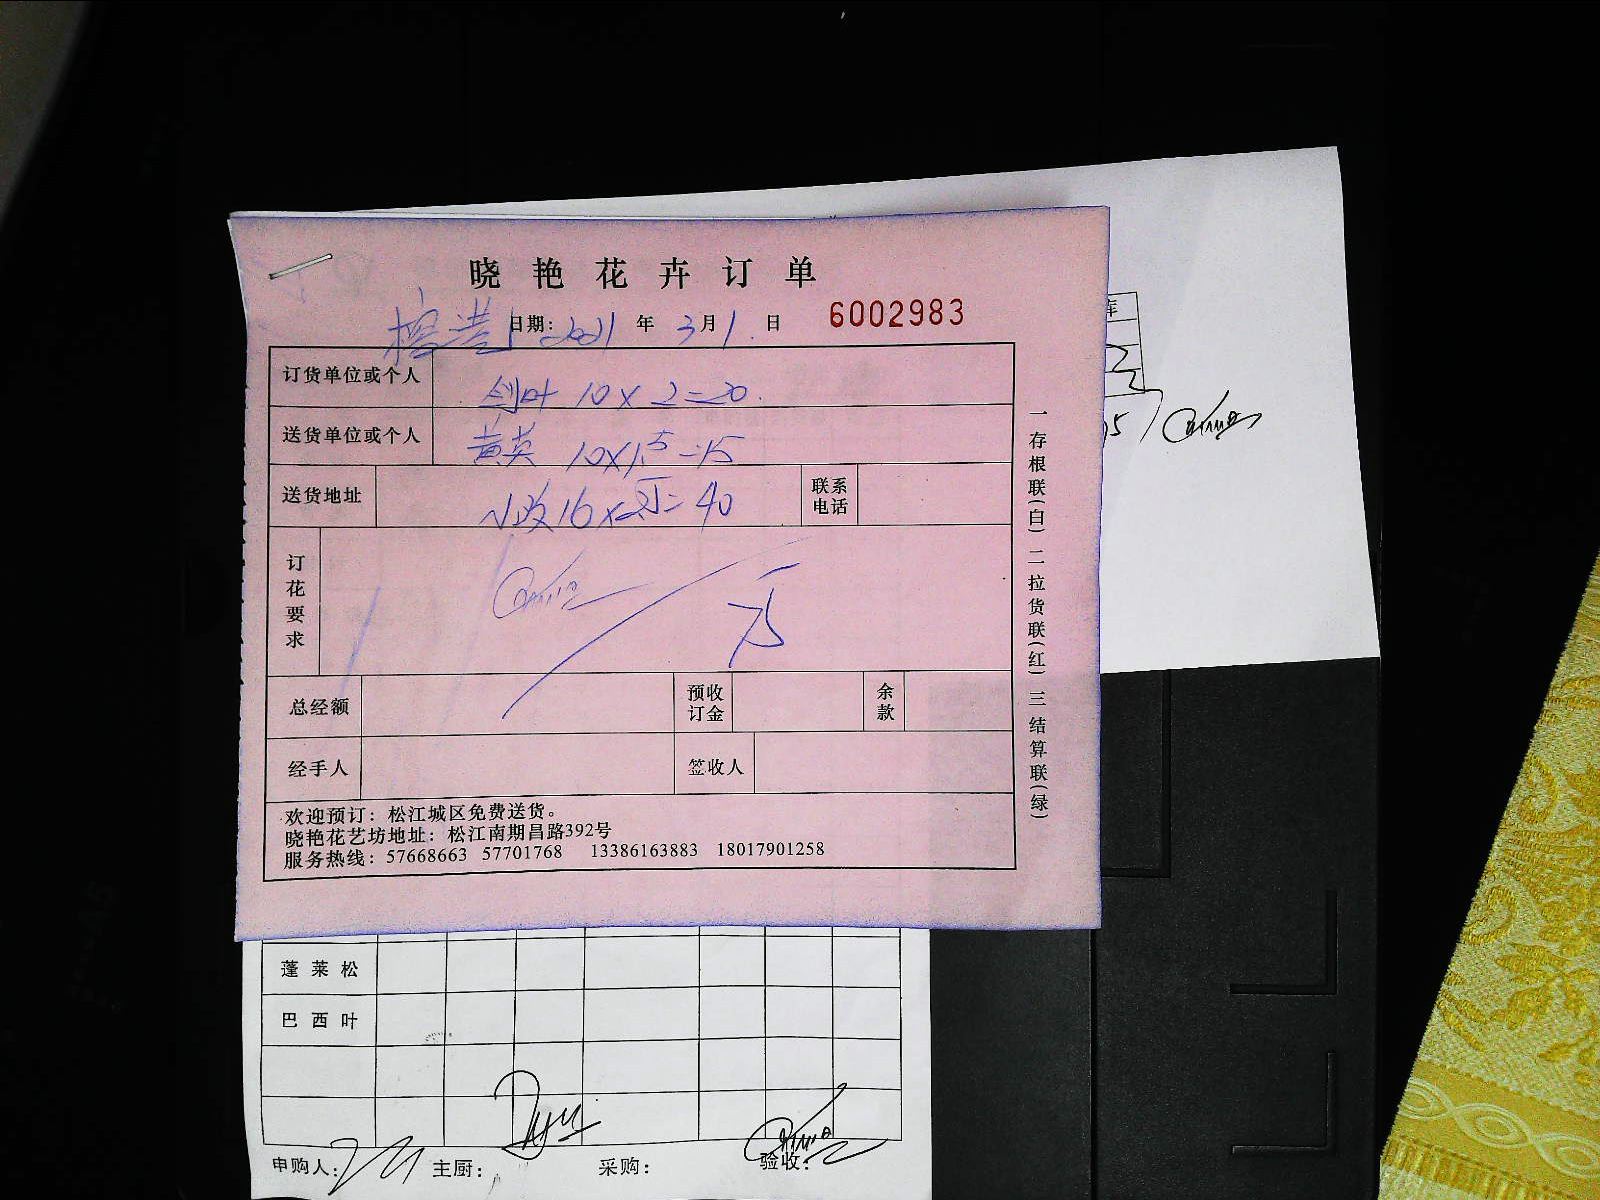 晓艳花卉订单
日期: 2021 年 3月 1 日 6002983
订货单位或个人 剑叶 10 × 2 = 20
送货单位或个人 黄英 10×1.5=15
送货地址 16 = 40 联系电话
订花要求 75
总经额 预收订金 余款
经手人 签收人
欢迎预订：松江城区免费送货。
晓艳花艺坊地址：松江南期昌路392号
服务热线：57668663 57701768 13386163883 18017901258
一存根联(白)二拉货联(红)三结算联(绿)
库
蓬莱松
巴西叶
申购人: 主厨: 采购: 验收: